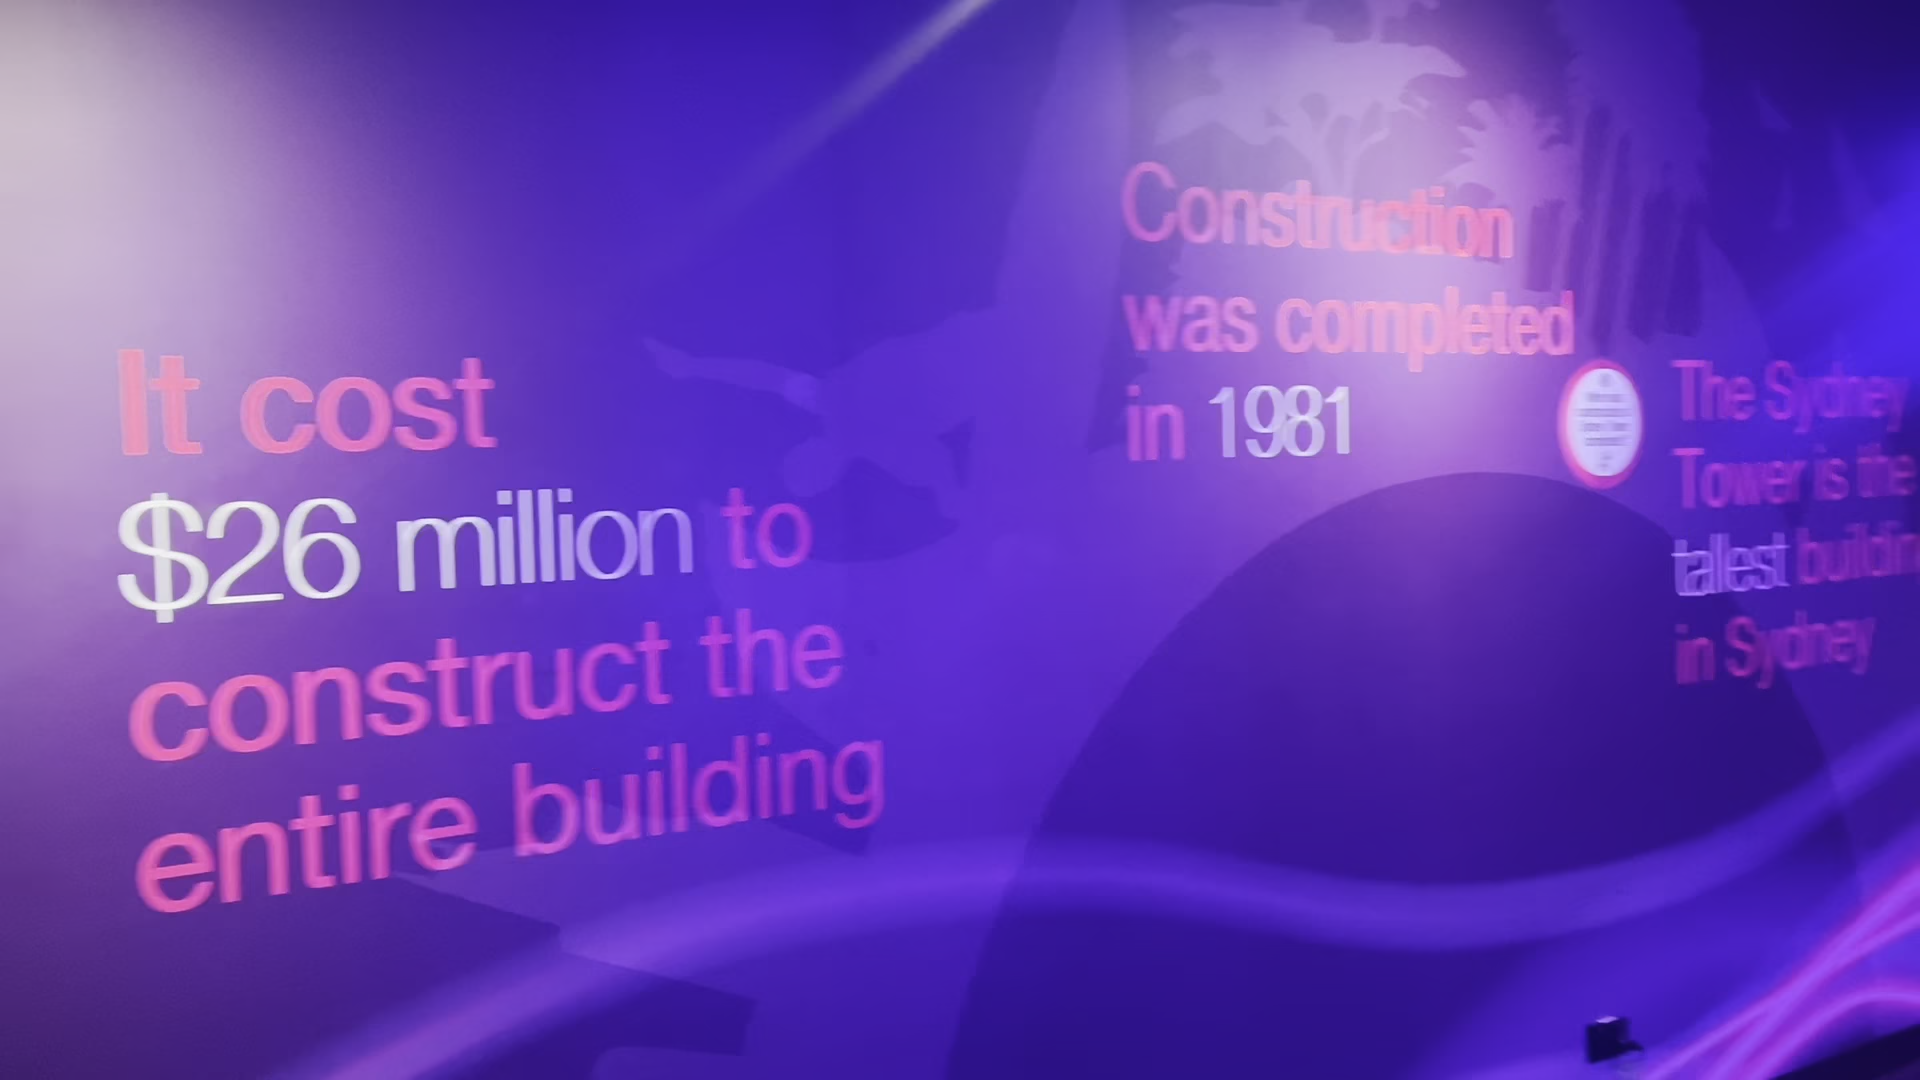 It cost
$26 million to
construct the
entire building
Construction
was completed
in 1981
The Sydney
Tower is the
tallest
in Sydney